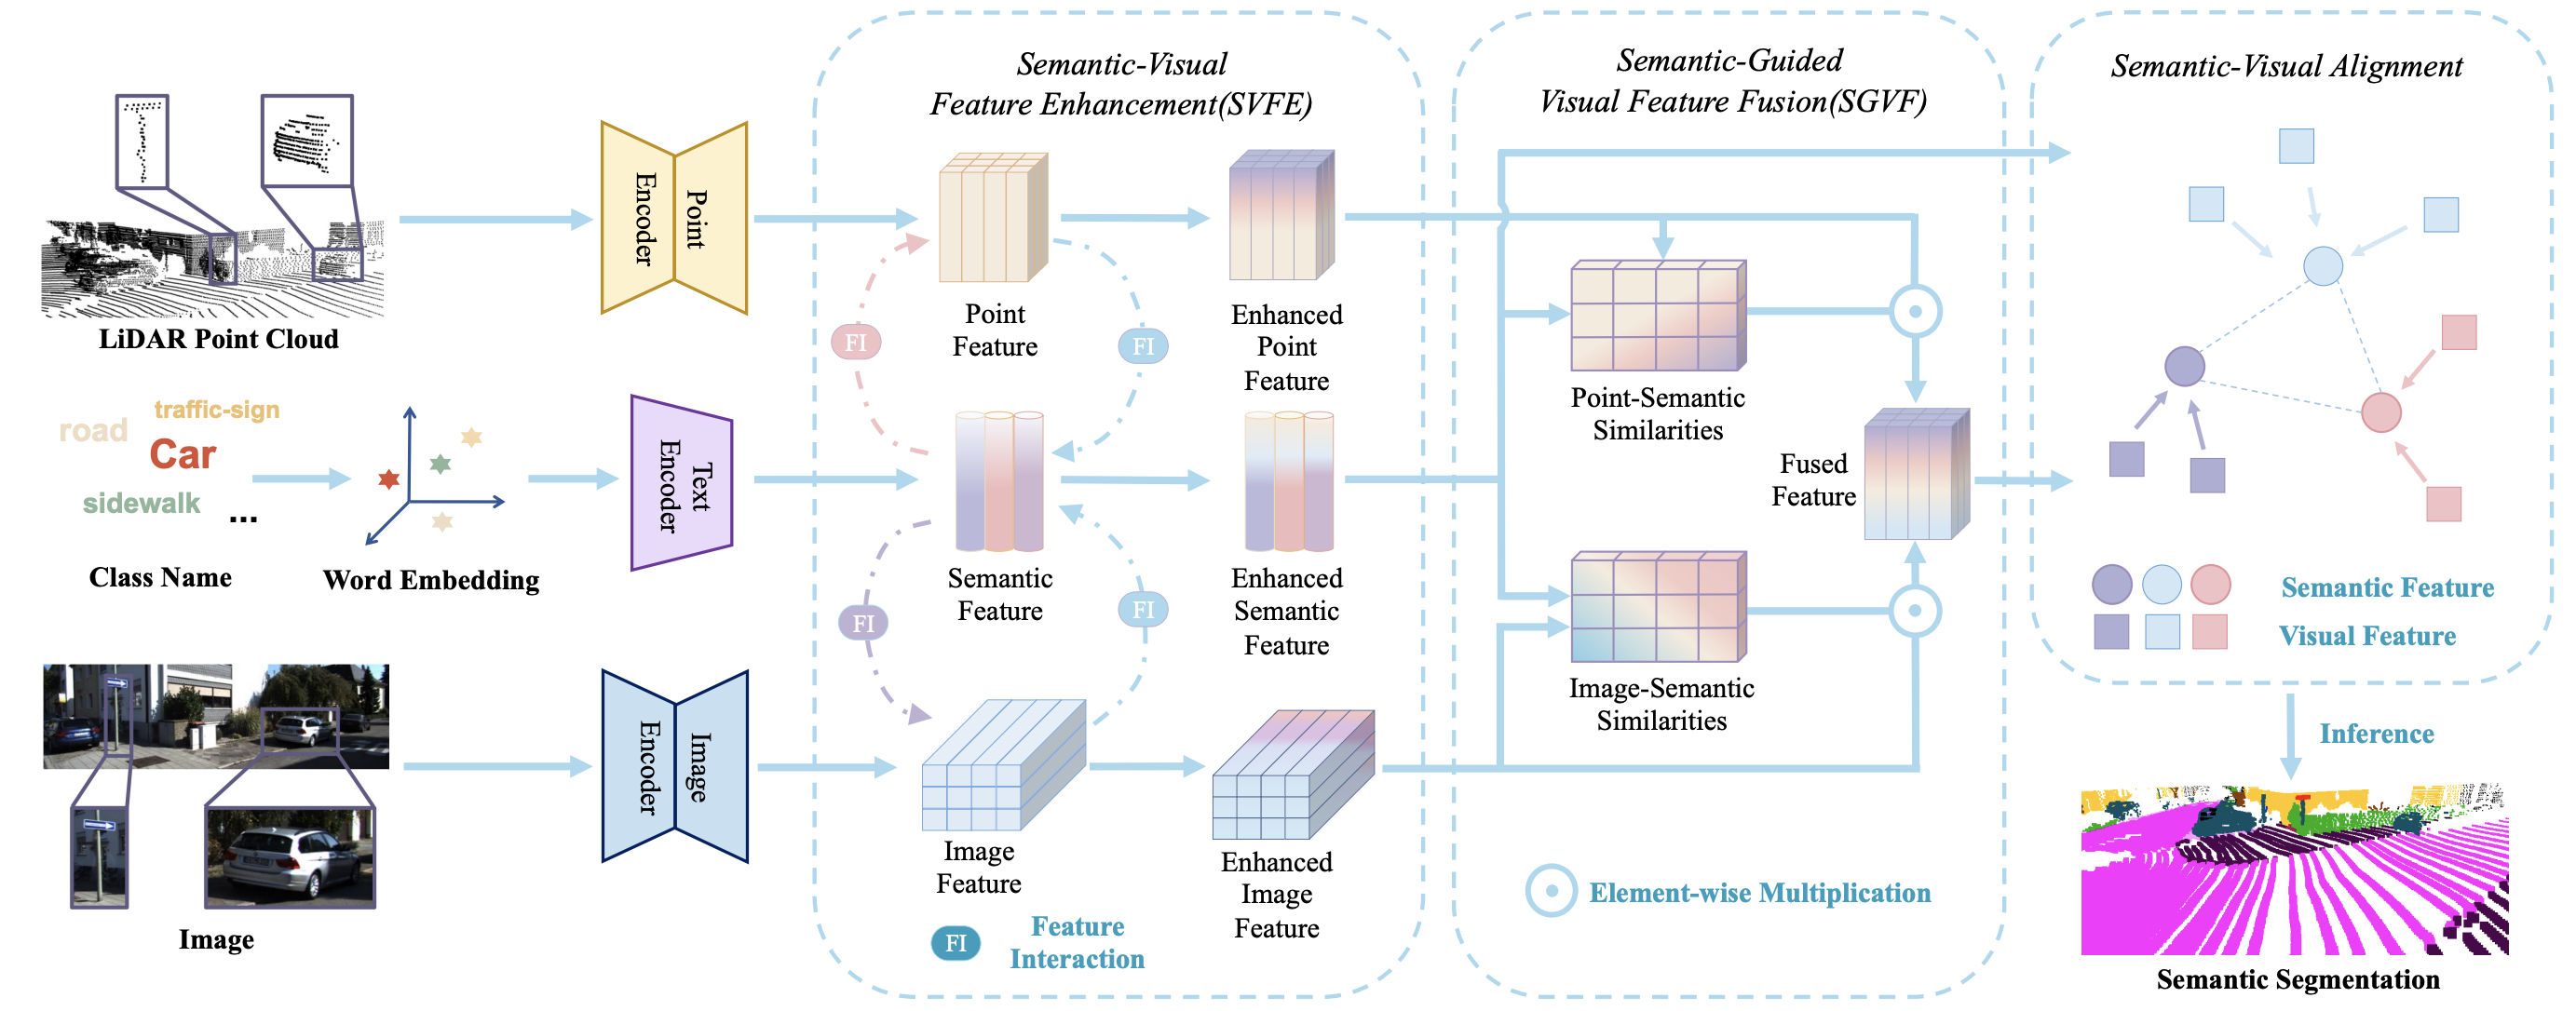 Semantic-Visual
Feature Enhancement(SVFE)
Semantic-Guided
Visual Feature Fusion(SGVF)
Semantic-Visual Alignment
LiDAR Point Cloud
Point
Encoder
Point
Feature
Enhanced
Point
Feature
FI
FI
Point-Semantic
Similarities
road
traffic-sign
Car
sidewalk
...
Class Name
Word Embedding
Text
Encoder
Semantic
Feature
Enhanced
Semantic
Feature
FI
FI
Fused
Feature
Image-Semantic
Similarities
Semantic Feature
Visual Feature
Image
Image
Encoder
Image
Feature
Enhanced
Image
Feature
FI
Feature
Interaction
Element-wise Multiplication
Inference
Semantic Segmentation